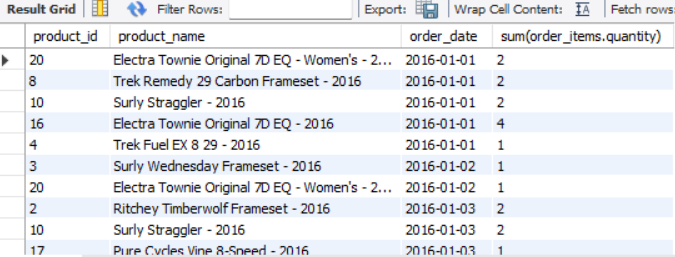 Result Grid Filter Rows: Export: Wrap Cell Content: IA Fetch rows:
product_id product_name order_date sum(order_items.quantity)
20 Electra Townie Original 7D EQ - Women's - 2... 2016-01-01 2
8 Trek Remedy 29 Carbon Frameset - 2016 2016-01-01 2
10 Surly Straggler - 2016 2016-01-01 2
16 Electra Townie Original 7D EQ - 2016 2016-01-01 4
4 Trek Fuel EX 8 29 - 2016 2016-01-01 1
3 Surly Wednesday Frameset - 2016 2016-01-02 1
20 Electra Townie Original 7D EQ - Women's - 2... 2016-01-02 1
2 Ritchey Timberwolf Frameset - 2016 2016-01-03 2
10 Surly Straggler - 2016 2016-01-03 2
17 Pure Cycles Vine 8-Speed - 2016 2016-01-03 1